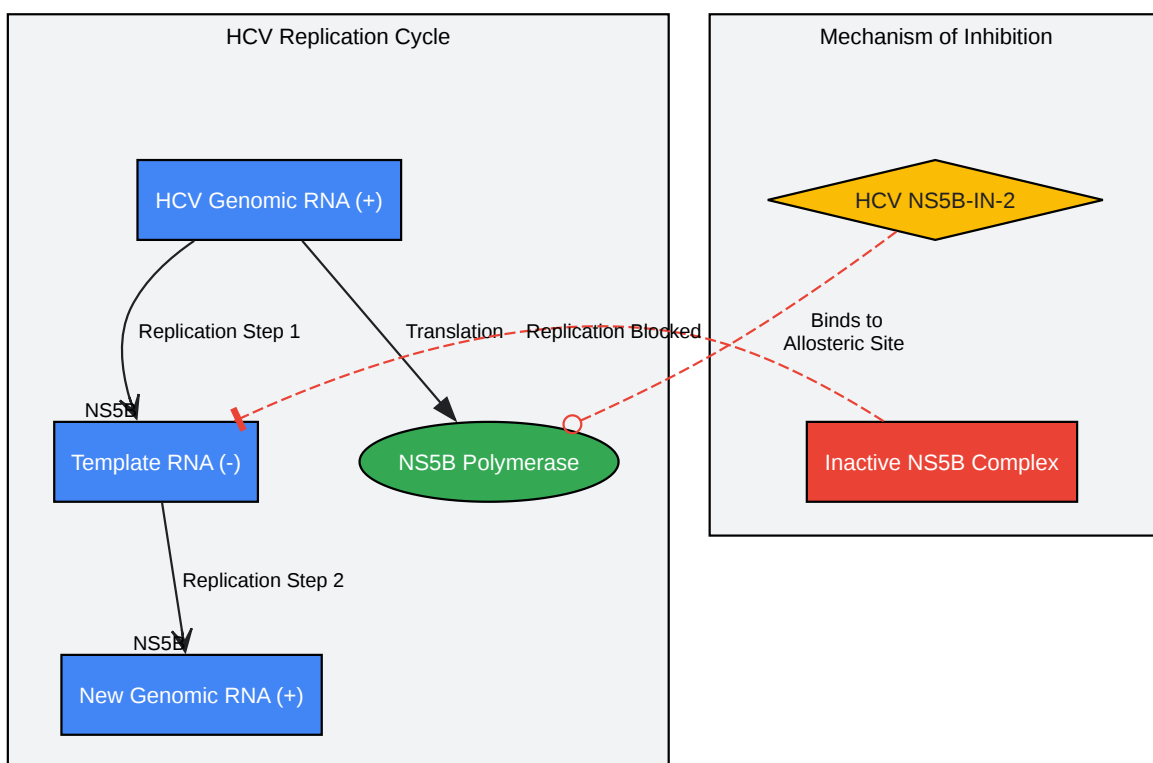 HCV Replication Cycle
Mechanism of Inhibition
HCV Genomic RNA (+)
HCV NS5B-IN-2
Replication Step 1
Translation
Replication Blocked
Binds to
Allosteric Site
NS5B
Template RNA (-)
NS5B Polymerase
Inactive NS5B Complex
Replication Step 2
NS5B
New Genomic RNA (+)